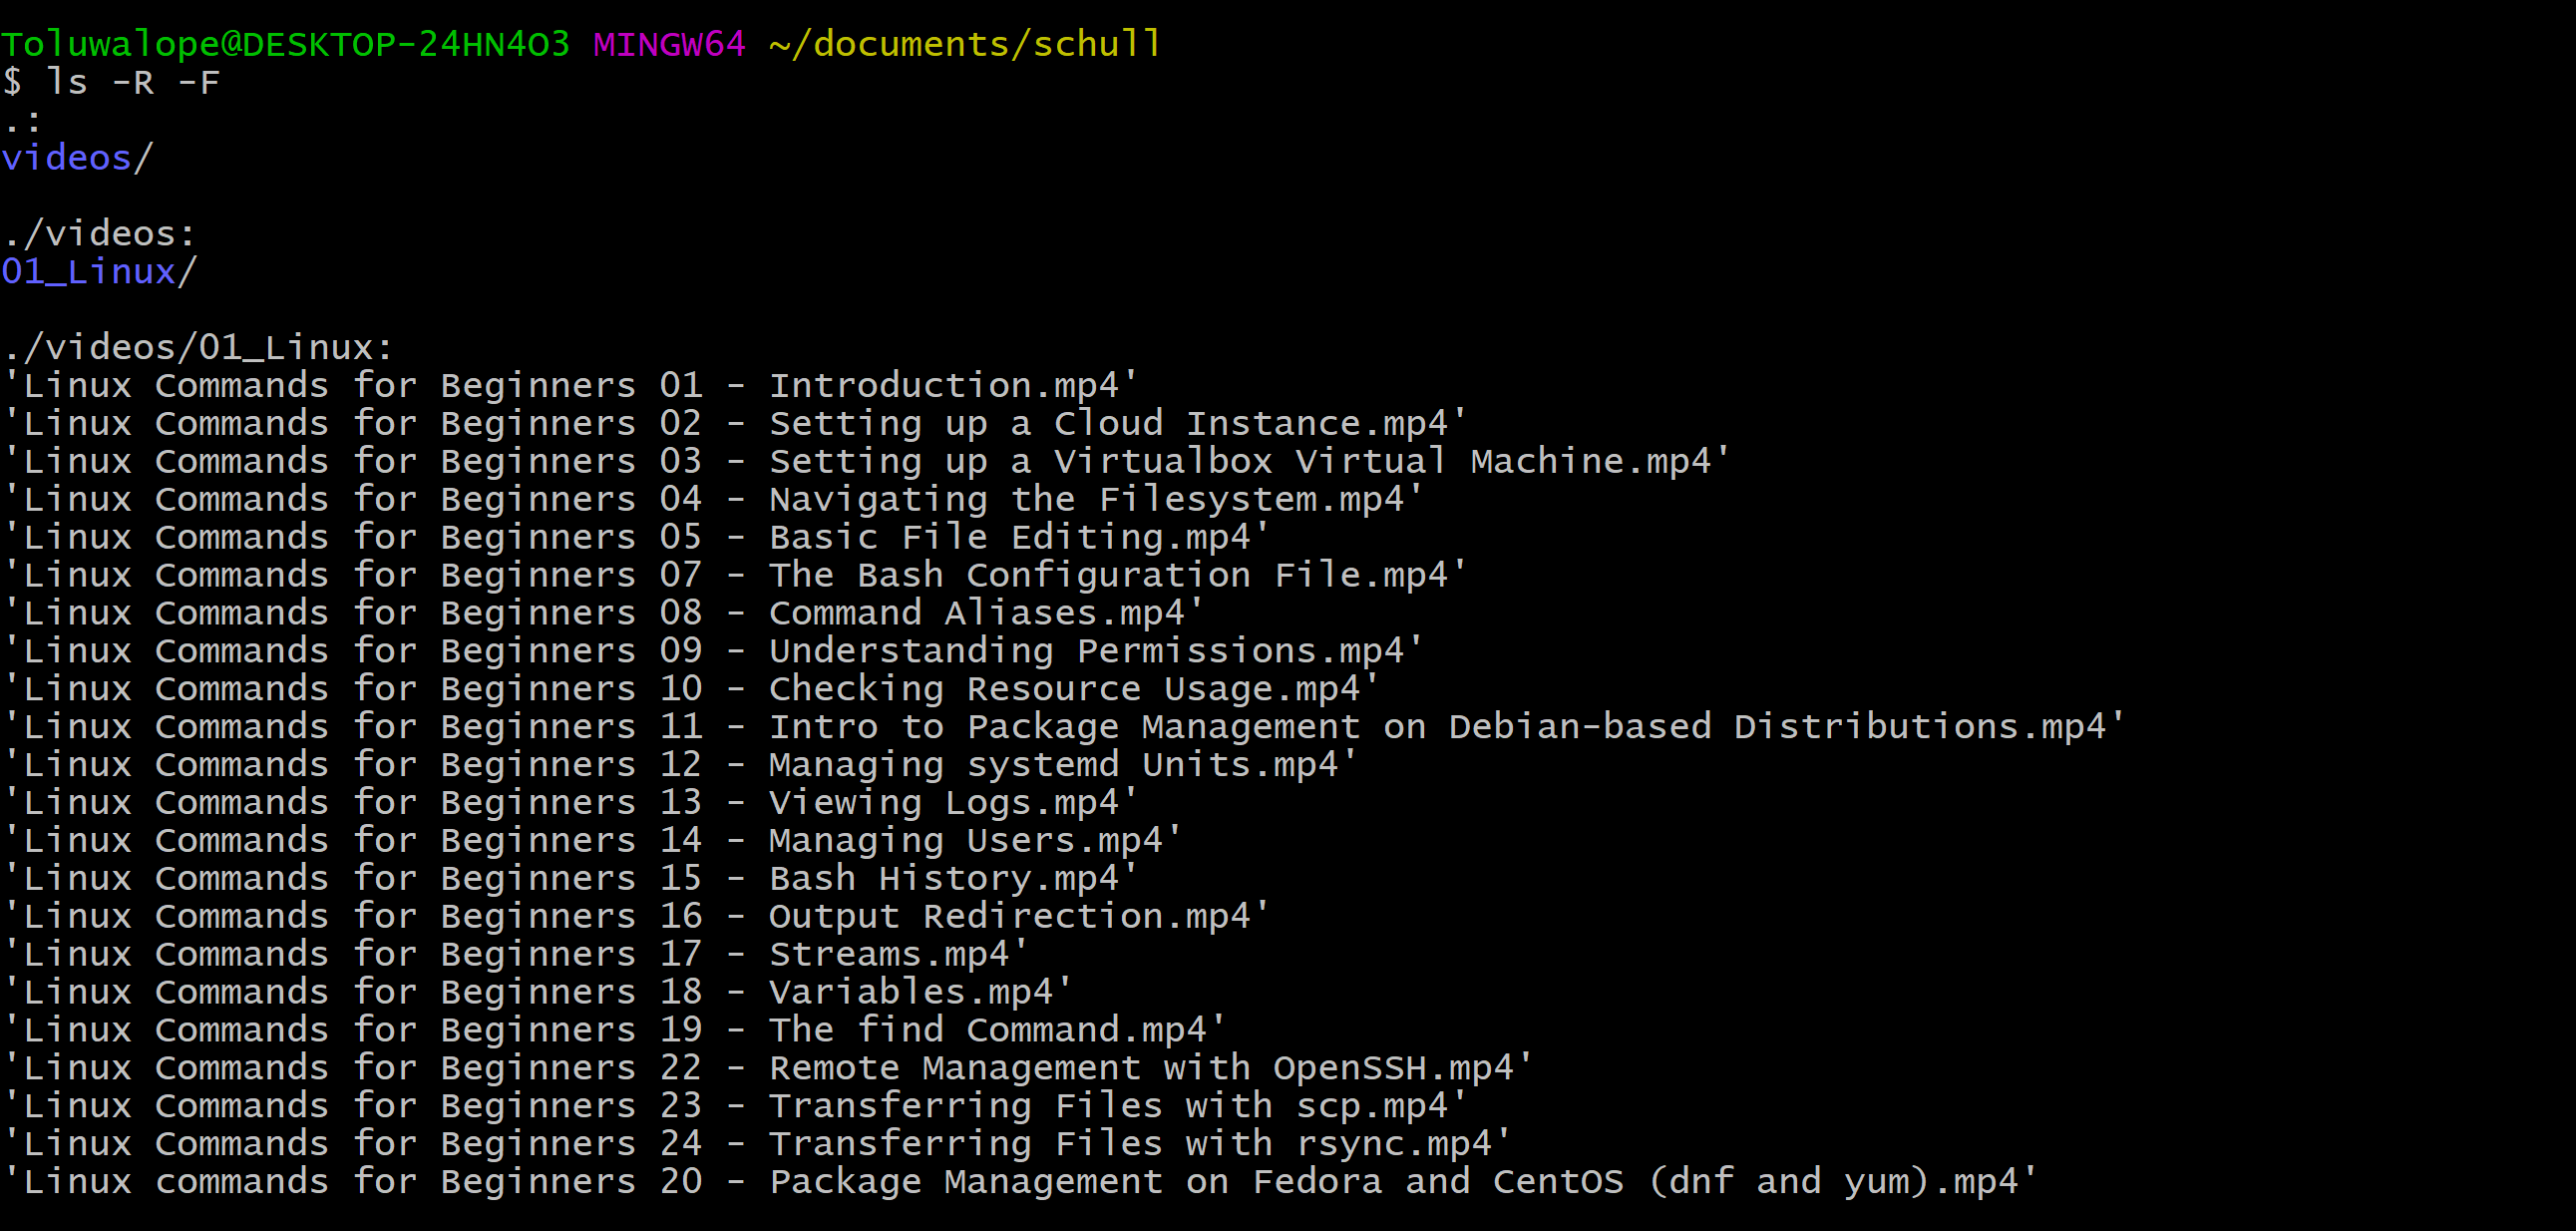 Toluwalope@DESKTOP-24HN4O3 MINGW64 ~/documents/schull
$ ls -R -F
.:
videos/
./videos:
01_Linux/
./videos/01_Linux:
'Linux Commands for Beginners 01 - Introduction.mp4'
'Linux Commands for Beginners 02 - Setting up a Cloud Instance.mp4'
'Linux Commands for Beginners 03 - Setting up a Virtualbox Virtual Machine.mp4'
'Linux Commands for Beginners 04 - Navigating the Filesystem.mp4'
'Linux Commands for Beginners 05 - Basic File Editing.mp4'
'Linux Commands for Beginners 07 - The Bash Configuration File.mp4'
'Linux Commands for Beginners 08 - Command Aliases.mp4'
'Linux Commands for Beginners 09 - Understanding Permissions.mp4'
'Linux Commands for Beginners 10 - Checking Resource Usage.mp4'
'Linux Commands for Beginners 11 - Intro to Package Management on Debian-based Distributions.mp4'
'Linux Commands for Beginners 12 - Managing systemd Units.mp4'
'Linux Commands for Beginners 13 - Viewing Logs.mp4'
'Linux Commands for Beginners 14 - Managing Users.mp4'
'Linux Commands for Beginners 15 - Bash History.mp4'
'Linux Commands for Beginners 16 - Output Redirection.mp4'
'Linux Commands for Beginners 17 - Streams.mp4'
'Linux Commands for Beginners 18 - Variables.mp4'
'Linux Commands for Beginners 19 - The find Command.mp4'
'Linux Commands for Beginners 22 - Remote Management with OpenSSH.mp4'
'Linux Commands for Beginners 23 - Transferring Files with scp.mp4'
'Linux Commands for Beginners 24 - Transferring Files with rsync.mp4'
'Linux commands for Beginners 20 - Package Management on Fedora and CentOS (dnf and yum).mp4'